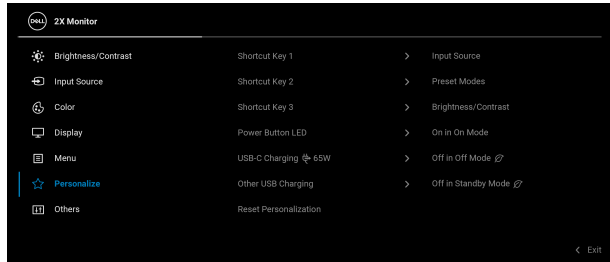 DELL 2X Monitor
Brightness/Contrast Shortcut Key 1 > Input Source
Input Source Shortcut Key 2 > Preset Modes
Color Shortcut Key 3 > Brightness/Contrast
Display Power Button LED > On in On Mode
Menu USB-C Charging 65W > Off in Off Mode
Personalize Other USB Charging > Off in Standby Mode
Others Reset Personalization
< Exit